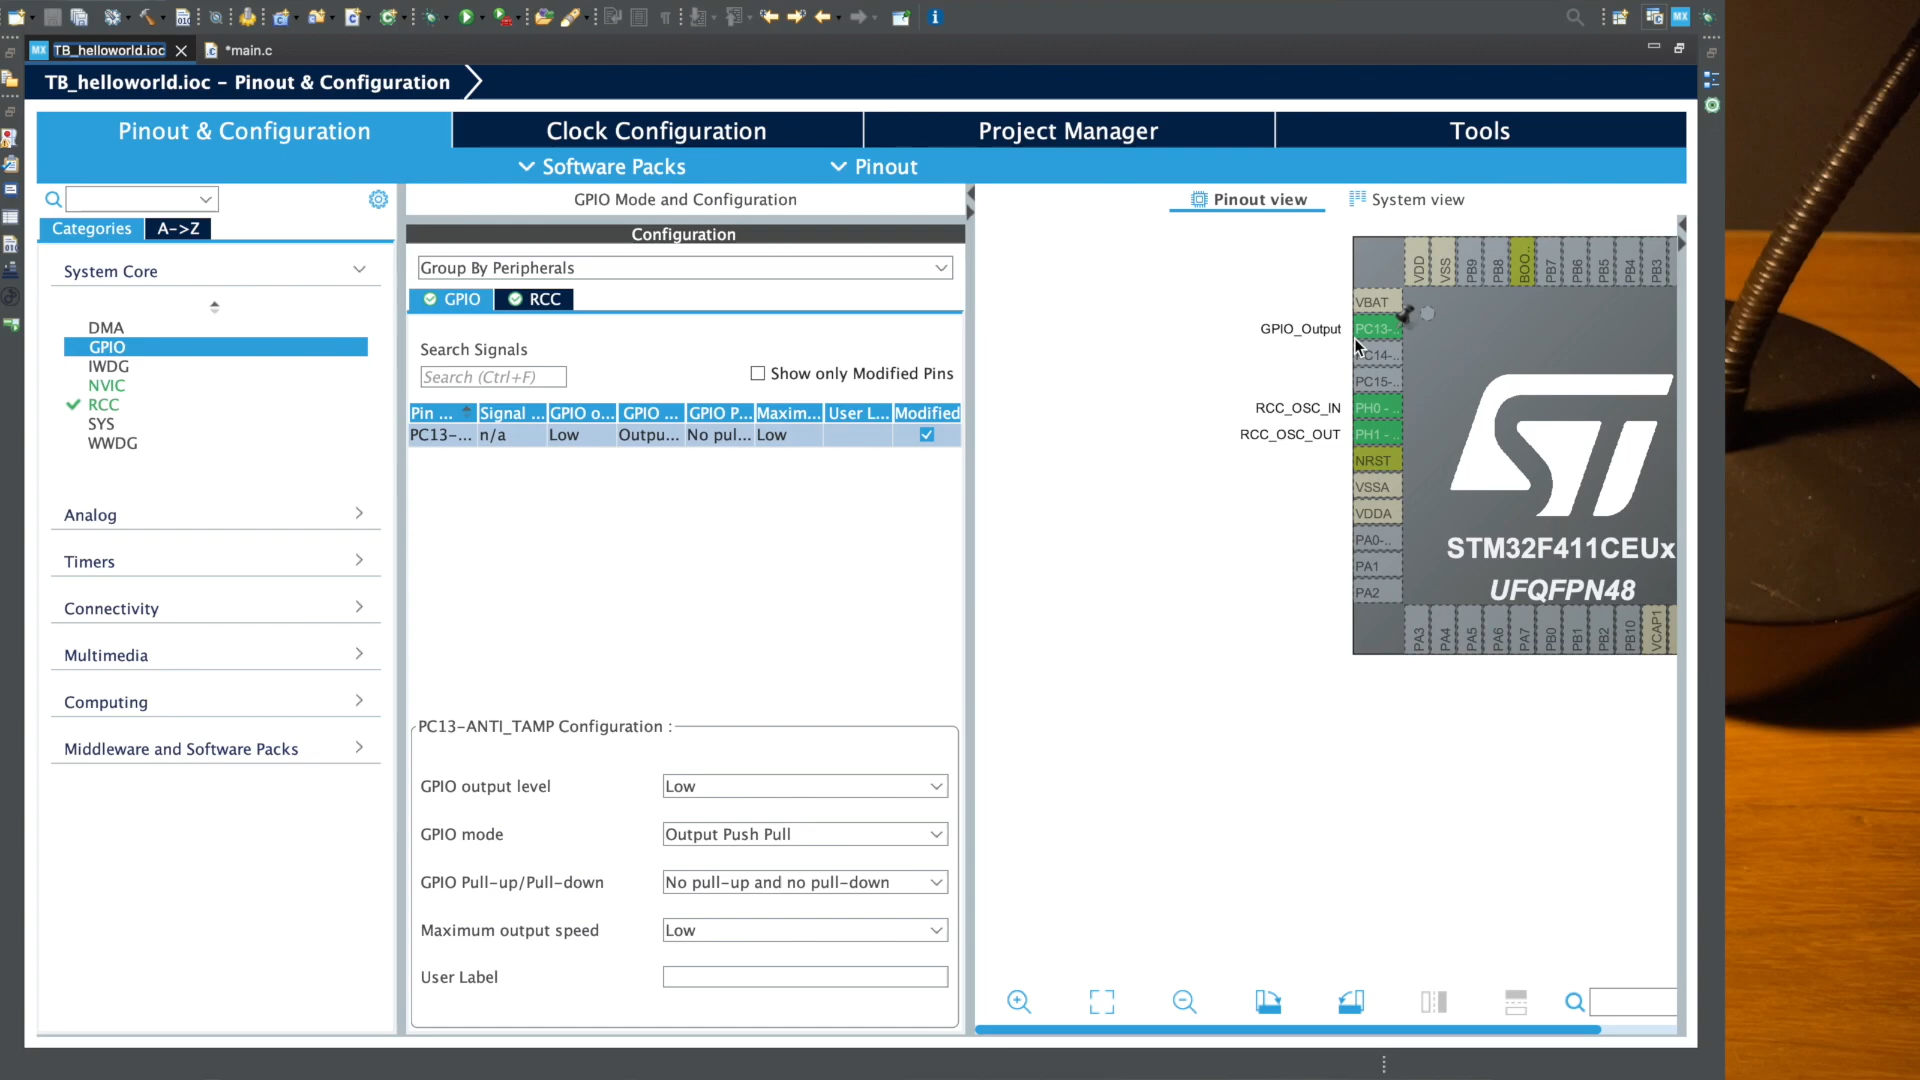 TB_helloworld.ioc
*main.c
TB_helloworld.ioc - Pinout & Configuration
Pinout & Configuration
Clock Configuration
Project Manager
Tools
Software Packs
Pinout
Categories
A->Z
System Core
DMA
GPIO
IWDG
NVIC
RCC
SYS
WWDG
Analog
Timers
Connectivity
Multimedia
Computing
Middleware and Software Packs
GPIO Mode and Configuration
Configuration
Group By Peripherals
GPIO
RCC
Search Signals
Search (Ctrl+F)
Show only Modified Pins
Pin ... Signal ... GPIO o... GPIO ... GPIO P... Maxim... User L... Modified
PC13-... n/a Low Outpu... No pul... Low
PC13-ANTI_TAMP Configuration :
GPIO output level Low
GPIO mode Output Push Pull
GPIO Pull-up/Pull-down No pull-up and no pull-down
Maximum output speed Low
User Label
Pinout view
System view
VDD
VSS
PB9
PB8
BOO...
PB7
PB6
PB5
PB4
PB3
VBAT
GPIO_Output PC13-..
PC14-..
PC15-..
RCC_OSC_IN PH0 - ..
RCC_OSC_OUT PH1 - ..
NRST
VSSA
VDDA
PA0-..
PA1
PA2
ST
STM32F411CEUx
UFQFPN48
PA3
PA4
PA5
PA6
PA7
PB0
PB1
PB2
PB10
VCAP1